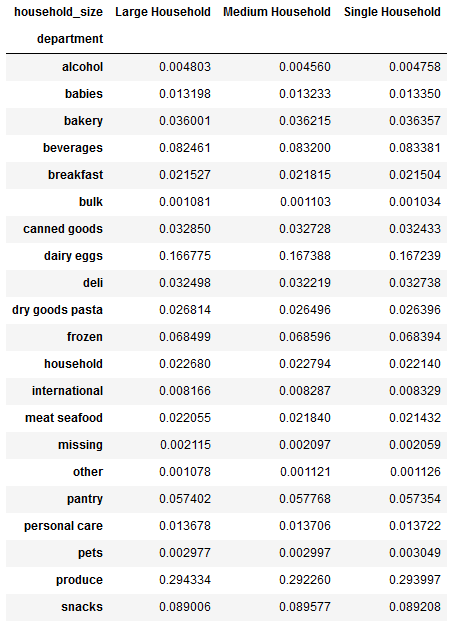 household_size Large Household Medium Household Single Household
department
alcohol 0.004803 0.004560 0.004758
babies 0.013198 0.013233 0.013350
bakery 0.036001 0.036215 0.036357
beverages 0.082461 0.083200 0.083381
breakfast 0.021527 0.021815 0.021504
bulk 0.001081 0.001103 0.001034
canned goods 0.032850 0.032728 0.032433
dairy eggs 0.166775 0.167388 0.167239
deli 0.032498 0.032219 0.032738
dry goods pasta 0.026814 0.026496 0.026396
frozen 0.068499 0.068596 0.068394
household 0.022680 0.022794 0.022140
international 0.008166 0.008287 0.008329
meat seafood 0.022055 0.021840 0.021432
missing 0.002115 0.002097 0.002059
other 0.001078 0.001121 0.001126
pantry 0.057402 0.057768 0.057354
personal care 0.013678 0.013706 0.013722
pets 0.002977 0.002997 0.003049
produce 0.294334 0.292260 0.293997
snacks 0.089006 0.089577 0.089208